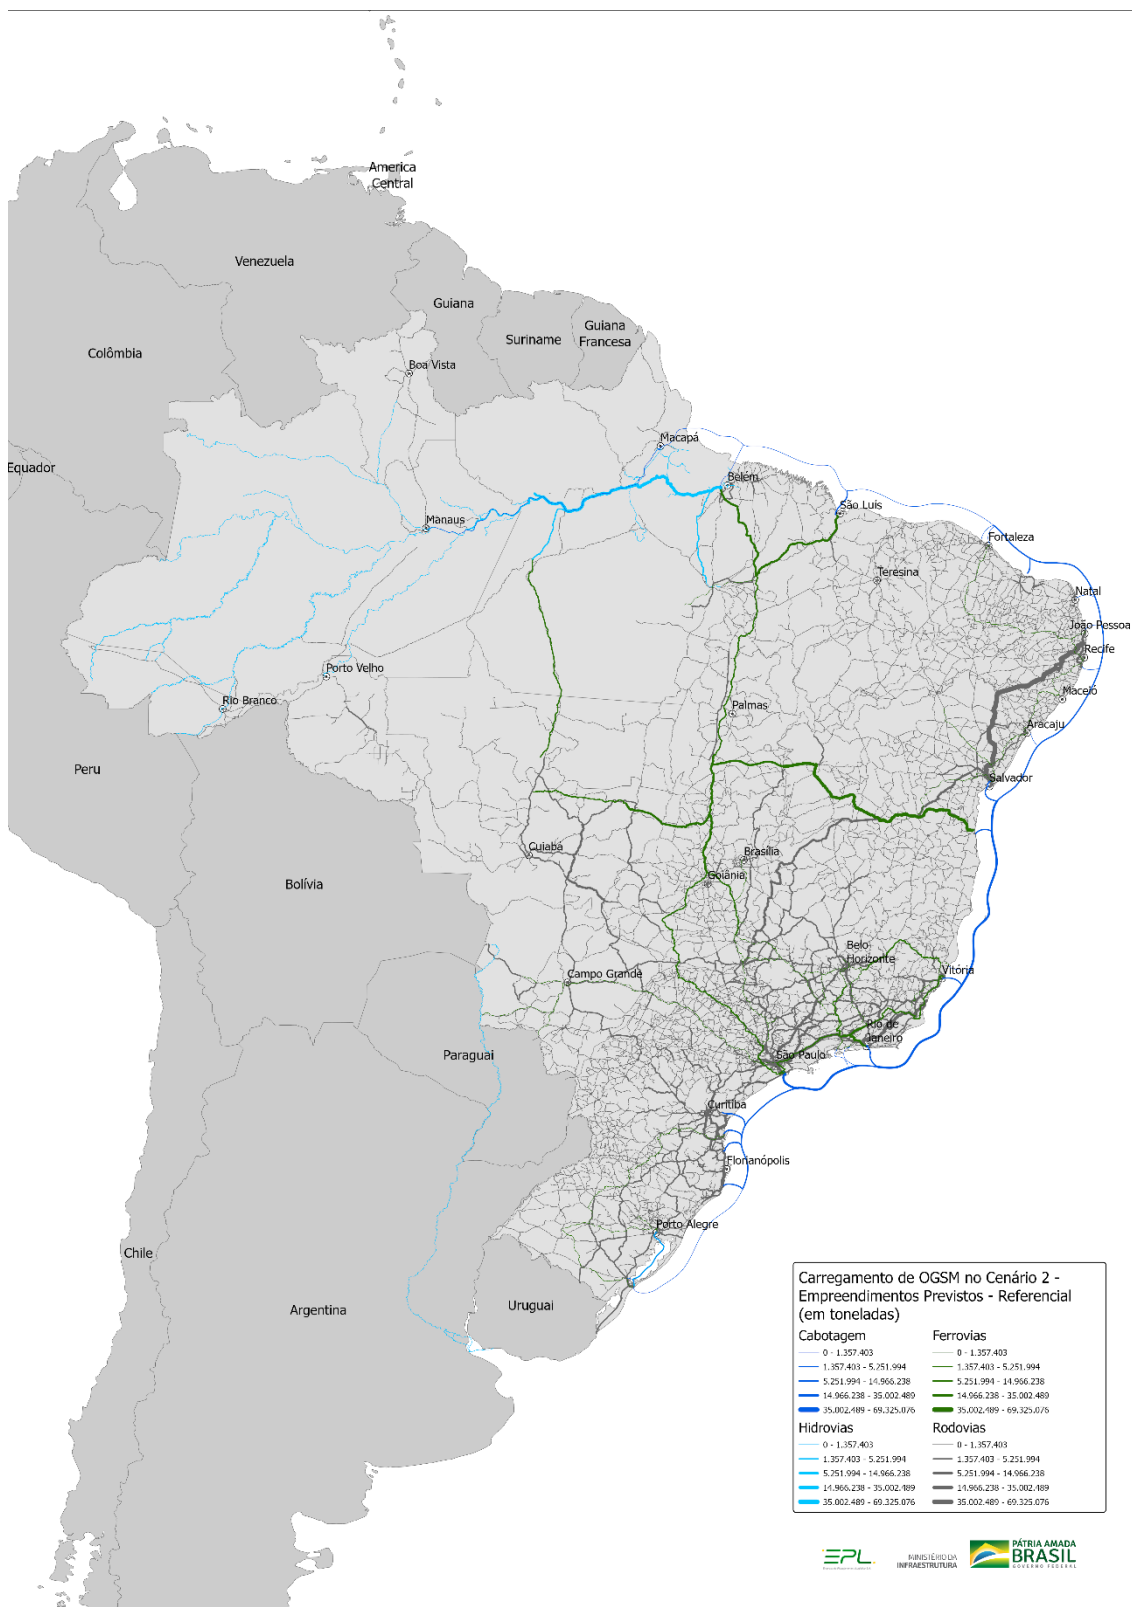 America
Central
Venezuela
Guiana
Suriname
Guiana
Francesa
Colômbia
Boa Vista
Macapá
Equador
Belém
São Luis
Manaus
Fortaleza
Teresina
Natal
João Pessoa
Recife
Porto Velho
Rio Branco
Palmas
Maceió
Aracaju
Peru
Salvador
Cuiabá
Brasília
Goiânia
Bolívia
Belo
Horizonte
Vitória
Campo Grande
Rio de
Janeiro
Paraguai
São Paulo
Curitiba
Florianópolis
Porto Alegre
Chile
Argentina
Uruguai
Carregamento de OGSM no Cenário 2 -
Empreendimentos Previstos - Referencial
(em toneladas)
Cabotagem
0 - 1.357.403
1.357.403 - 5.251.994
5.251.994 - 14.966.238
14.966.238 - 35.002.489
35.002.489 - 69.325.076
Ferrovias
0 - 1.357.403
1.357.403 - 5.251.994
5.251.994 - 14.966.238
14.966.238 - 35.002.489
35.002.489 - 69.325.076
Hidrovias
0 - 1.357.403
1.357.403 - 5.251.994
5.251.994 - 14.966.238
14.966.238 - 35.002.489
35.002.489 - 69.325.076
Rodovias
0 - 1.357.403
1.357.403 - 5.251.994
5.251.994 - 14.966.238
14.966.238 - 35.002.489
35.002.489 - 69.325.076
EPL
MINISTÉRIO DA
INFRAESTRUTURA
PÁTRIA AMADA
BRASIL
GOVERNO FEDERAL